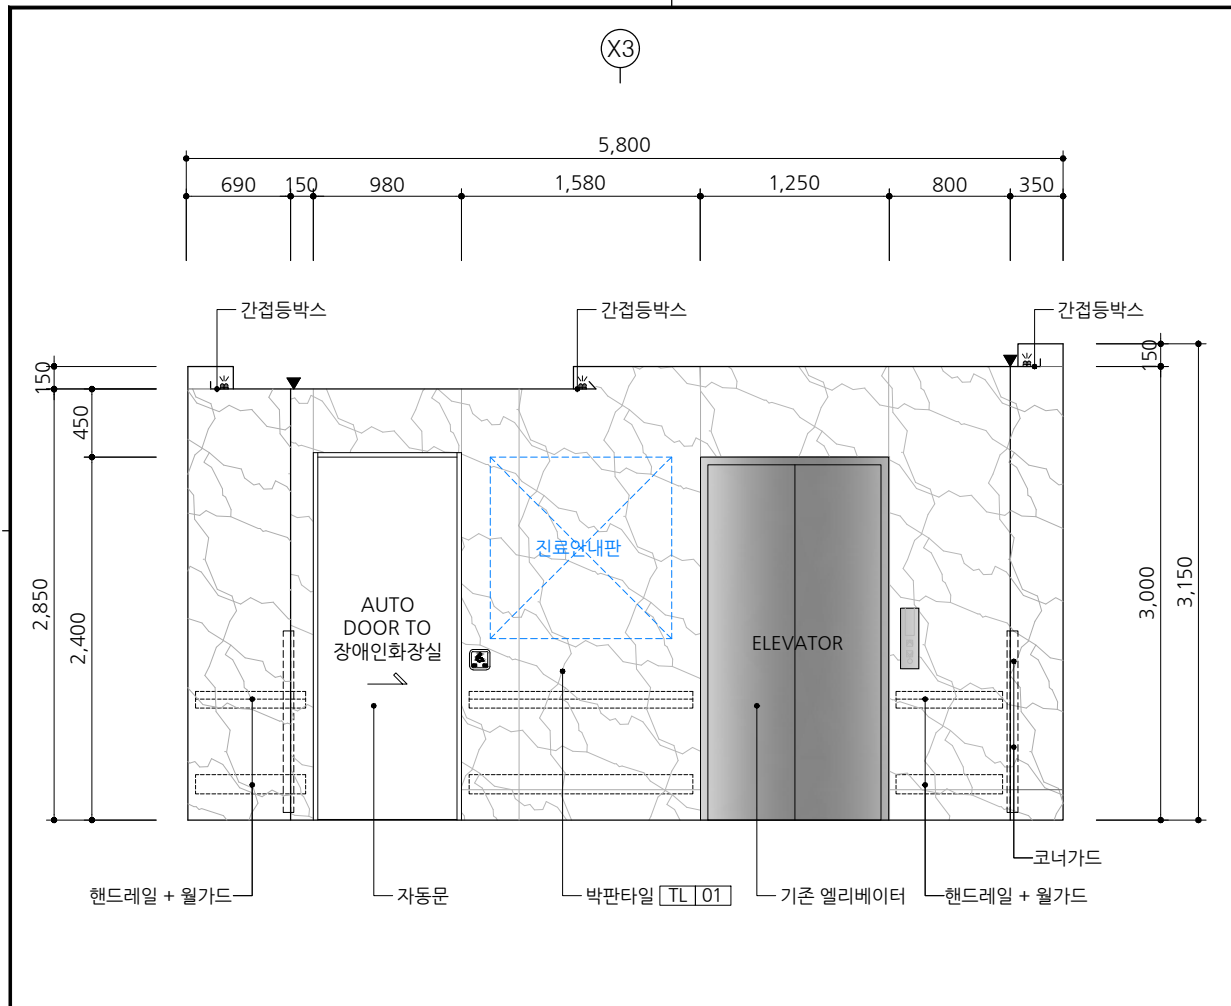 X3
5,800
690 150 980 1,580 1,250 800 350
간접등박스 간접등박스 간접등박스
150
450
2,850
2,400
150
3,000
3,150
진료안내판
AUTO
DOOR TO
장애인화장실
ELEVATOR
코너가드
핸드레일 + 월가드 자동문 박판타일 TL 01 기존 엘리베이터 핸드레일 + 월가드